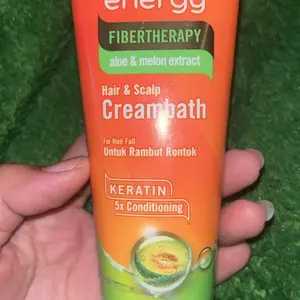 energy
FIBERTHERAPY
aloe & melon extract
Hair & Scalp
Creambath
For Hair Fall
Untuk Rambut Rontok
KERATIN
5x Conditioning